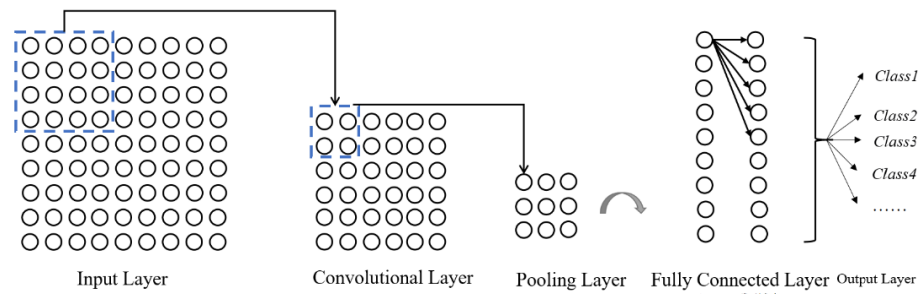 Class1
Class2
Class3
Class4
......
Input Layer
Convolutional Layer
Pooling Layer
Fully Connected Layer
Output Layer